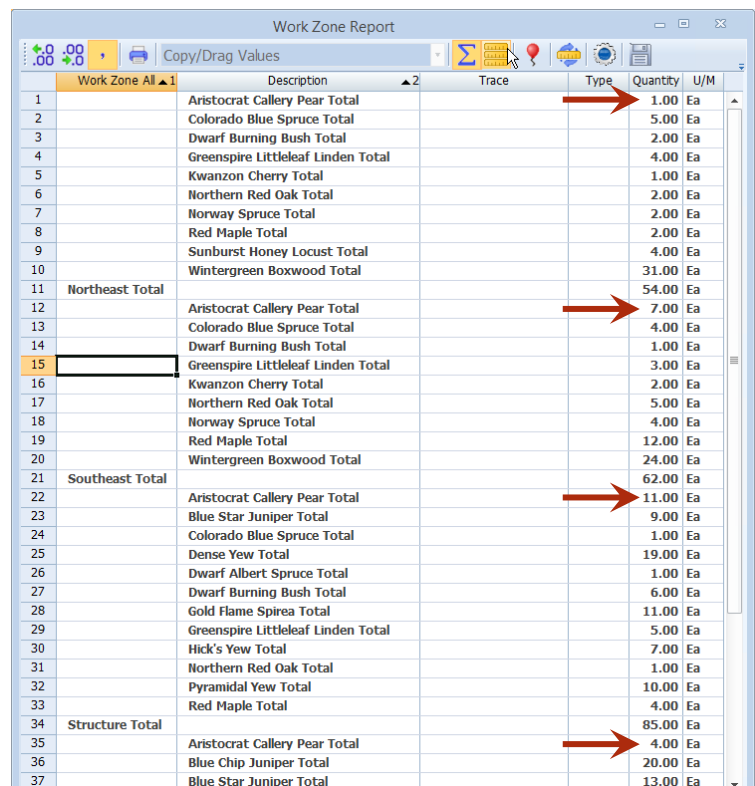 Work Zone Report
←.0 .00 .00 →.0 , Copy/Drag Values Σ
Work Zone All ▲1 Description ▲2 Trace Type Quantity U/M
1 Aristocrat Callery Pear Total 1.00 Ea
2 Colorado Blue Spruce Total 5.00 Ea
3 Dwarf Burning Bush Total 2.00 Ea
4 Greenspire Littleleaf Linden Total 4.00 Ea
5 Kwanzon Cherry Total 1.00 Ea
6 Northern Red Oak Total 2.00 Ea
7 Norway Spruce Total 2.00 Ea
8 Red Maple Total 2.00 Ea
9 Sunburst Honey Locust Total 4.00 Ea
10 Wintergreen Boxwood Total 31.00 Ea
11 Northeast Total 54.00 Ea
12 Aristocrat Callery Pear Total 7.00 Ea
13 Colorado Blue Spruce Total 4.00 Ea
14 Dwarf Burning Bush Total 1.00 Ea
15 Greenspire Littleleaf Linden Total 3.00 Ea
16 Kwanzon Cherry Total 2.00 Ea
17 Northern Red Oak Total 5.00 Ea
18 Norway Spruce Total 4.00 Ea
19 Red Maple Total 12.00 Ea
20 Wintergreen Boxwood Total 24.00 Ea
21 Southeast Total 62.00 Ea
22 Aristocrat Callery Pear Total 11.00 Ea
23 Blue Star Juniper Total 9.00 Ea
24 Colorado Blue Spruce Total 1.00 Ea
25 Dense Yew Total 19.00 Ea
26 Dwarf Albert Spruce Total 1.00 Ea
27 Dwarf Burning Bush Total 6.00 Ea
28 Gold Flame Spirea Total 11.00 Ea
29 Greenspire Littleleaf Linden Total 5.00 Ea
30 Hick's Yew Total 7.00 Ea
31 Northern Red Oak Total 1.00 Ea
32 Pyramidal Yew Total 10.00 Ea
33 Red Maple Total 4.00 Ea
34 Structure Total 85.00 Ea
35 Aristocrat Callery Pear Total 4.00 Ea
36 Blue Chip Juniper Total 20.00 Ea
37 Blue Star Juniper Total 13.00 Ea